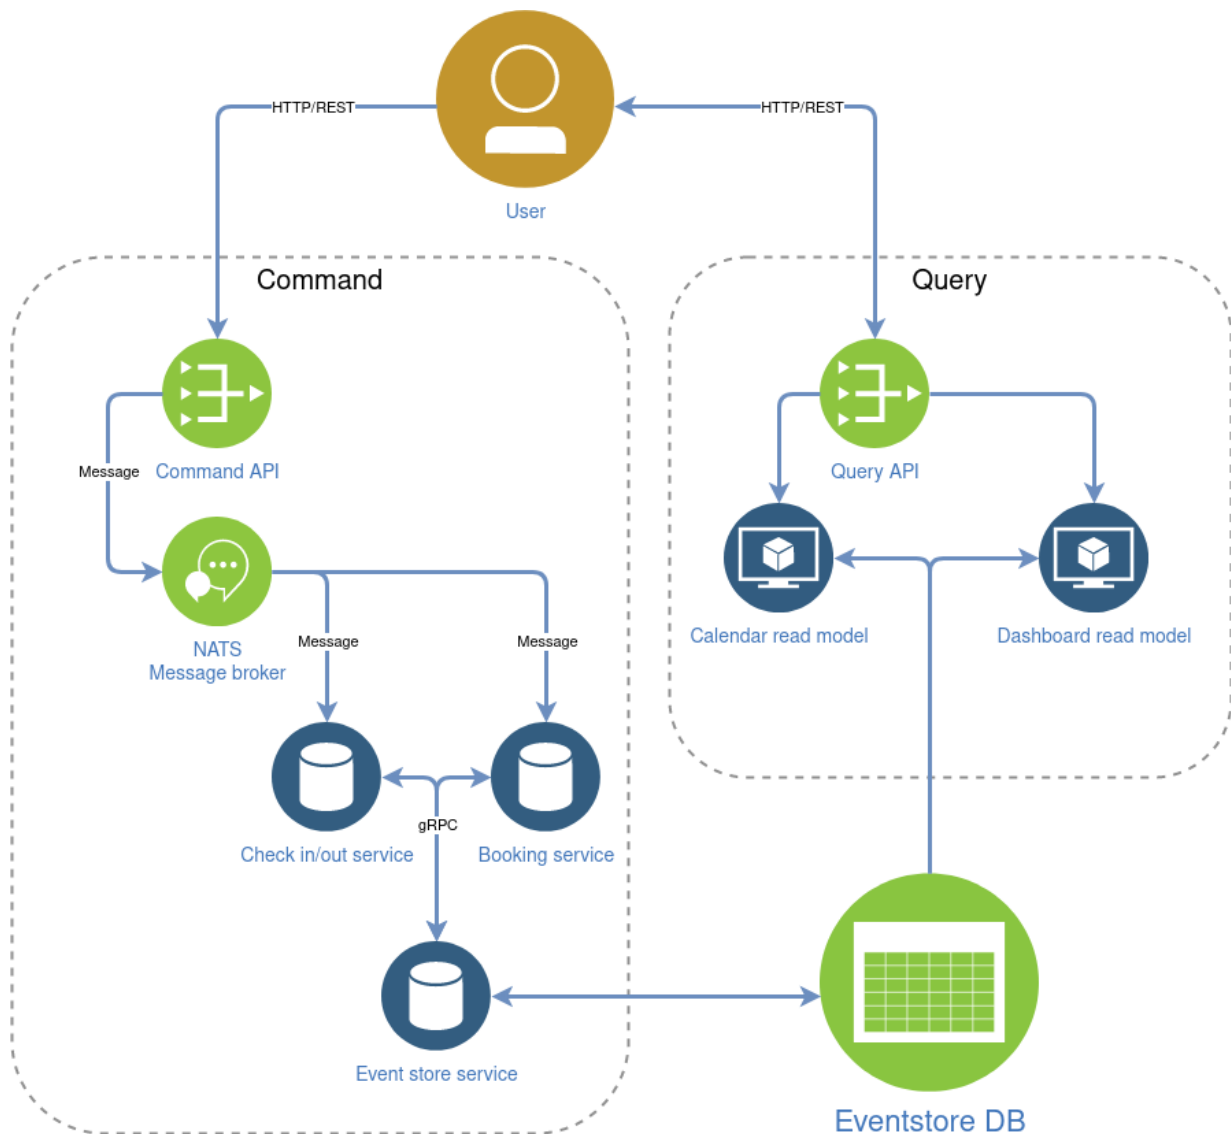 HTTP/REST
HTTP/REST
User
Command
Query
Command API
Query API
Message
NATS
Message broker
Message
Message
Calendar read model
Dashboard read model
gRPC
Check in/out service
Booking service
Event store service
Eventstore DB